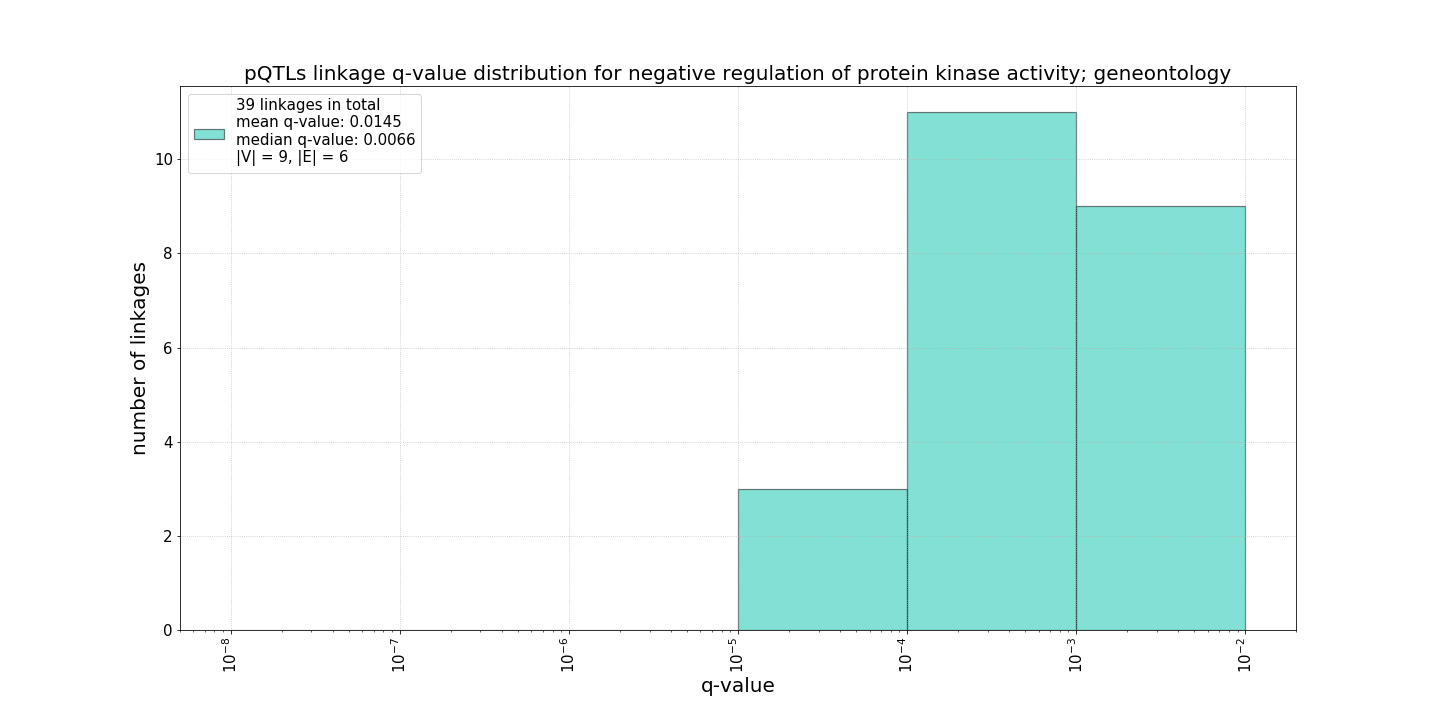 pQTLs linkage q-value distribution for negative regulation of protein kinase activity; geneontology
39 linkages in total
mean q-value: 0.0145
median q-value: 0.0066
|V| = 9, |E| = 6
number of linkages
10
8
6
4
2
0
10⁻⁸
10⁻⁷
10⁻⁶
10⁻⁵
10⁻⁴
10⁻³
10⁻²
q-value